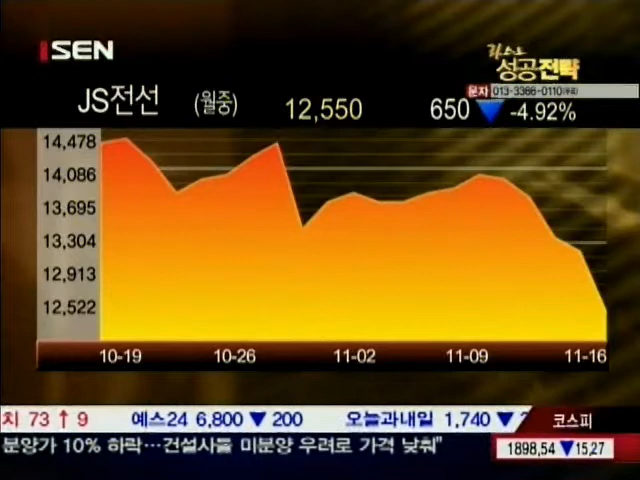 SEN
성공전략
문자 013-3366-0110(유료)
JS전선 (월중) 12,550 650 ▼ -4.92%
14,478
14,086
13,695
13,304
12,913
12,522
10-19 10-26 11-02 11-09 11-16
치 73 ↑ 9 예스24 6,800 ▼ 200 오늘과내일 1,740 ▼ 코스피
분양가 10% 하락…건설사들 미분양 우려로 가격 낮춰" 1898,54 ▼15,27